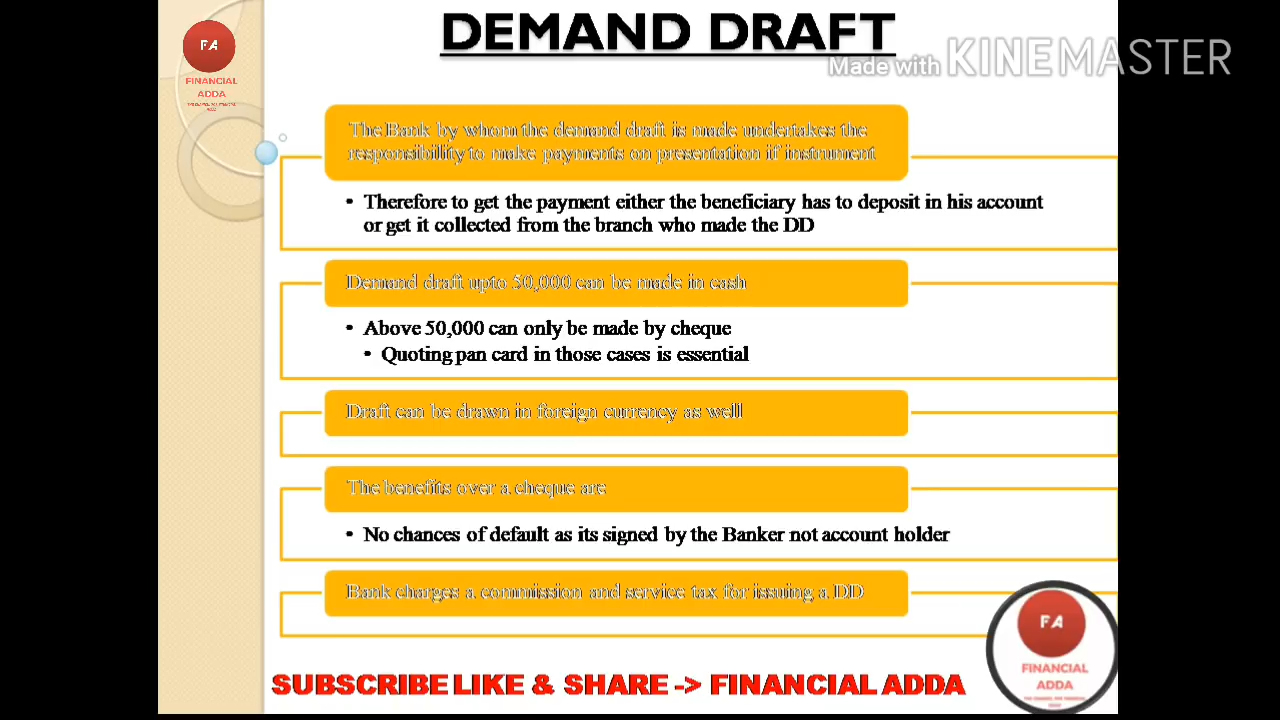 DEMAND DRAFT
Made with KINEMASTER
FA
FINANCIAL
ADDA
The Bank by whom the demand draft is made undertakes the
responsibility to make payments on presentation if instrument
• Therefore to get the payment either the beneficiary has to deposit in his account
or get it collected from the branch who made the DD
Demand draft upto 50,000 can be made in cash
• Above 50,000 can only be made by cheque
• Quoting pan card in those cases is essential
Draft can be drawn in foreign currency as well
The benefits over a cheque are
• No chances of default as its signed by the Banker not account holder
Bank charges a commission and service tax for issuing a DD
FA
FINANCIAL
ADDA
SUBSCRIBE LIKE & SHARE -> FINANCIAL ADDA